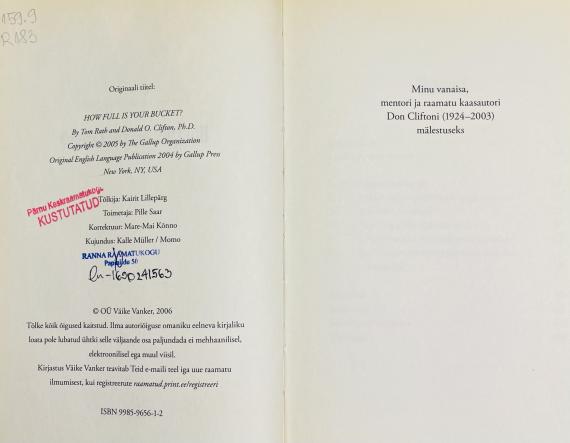 159.9
R183
Originaali tiitel:
HOW FULL IS YOUR BUCKET?
By Tom Rath and Donald O. Clifton, Ph.D.
Copyright © 2005 by The Gallup Organization
Original English Language Publication 2004 by Gallup Press
New York, NY, USA
Pärnu Keskraamatukogu
KUSTUTATUD
Tõlkija: Kairit Lillepärg
Toimetaja: Pille Saar
Korrektuur: Mare-Mai Kõnno
Kujundus: Kalle Müller / Momo
RANNA RAAMATUKOGU
50
-1690241563
© OÜ Väike Vanker, 2006
Tõlke kõik õigused kaitstud. Ilma autoriõiguse omaniku eelneva kirjaliku
loata pole lubatud ühtki selle väljaande osa paljundada ei mehhaanilisel,
elektroonilisel ega muul viisil.
Kirjastus Väike Vanker teavitab Teid e-maili teel iga uue raamatu
ilmumisest, kui registreerute raamatud.print.ee/registreeri
ISBN 9985-9656-1-2
Minu vanaisa,
mentori ja raamatu kaasautori
Don Cliftoni (1924–2003)
mälestuseks